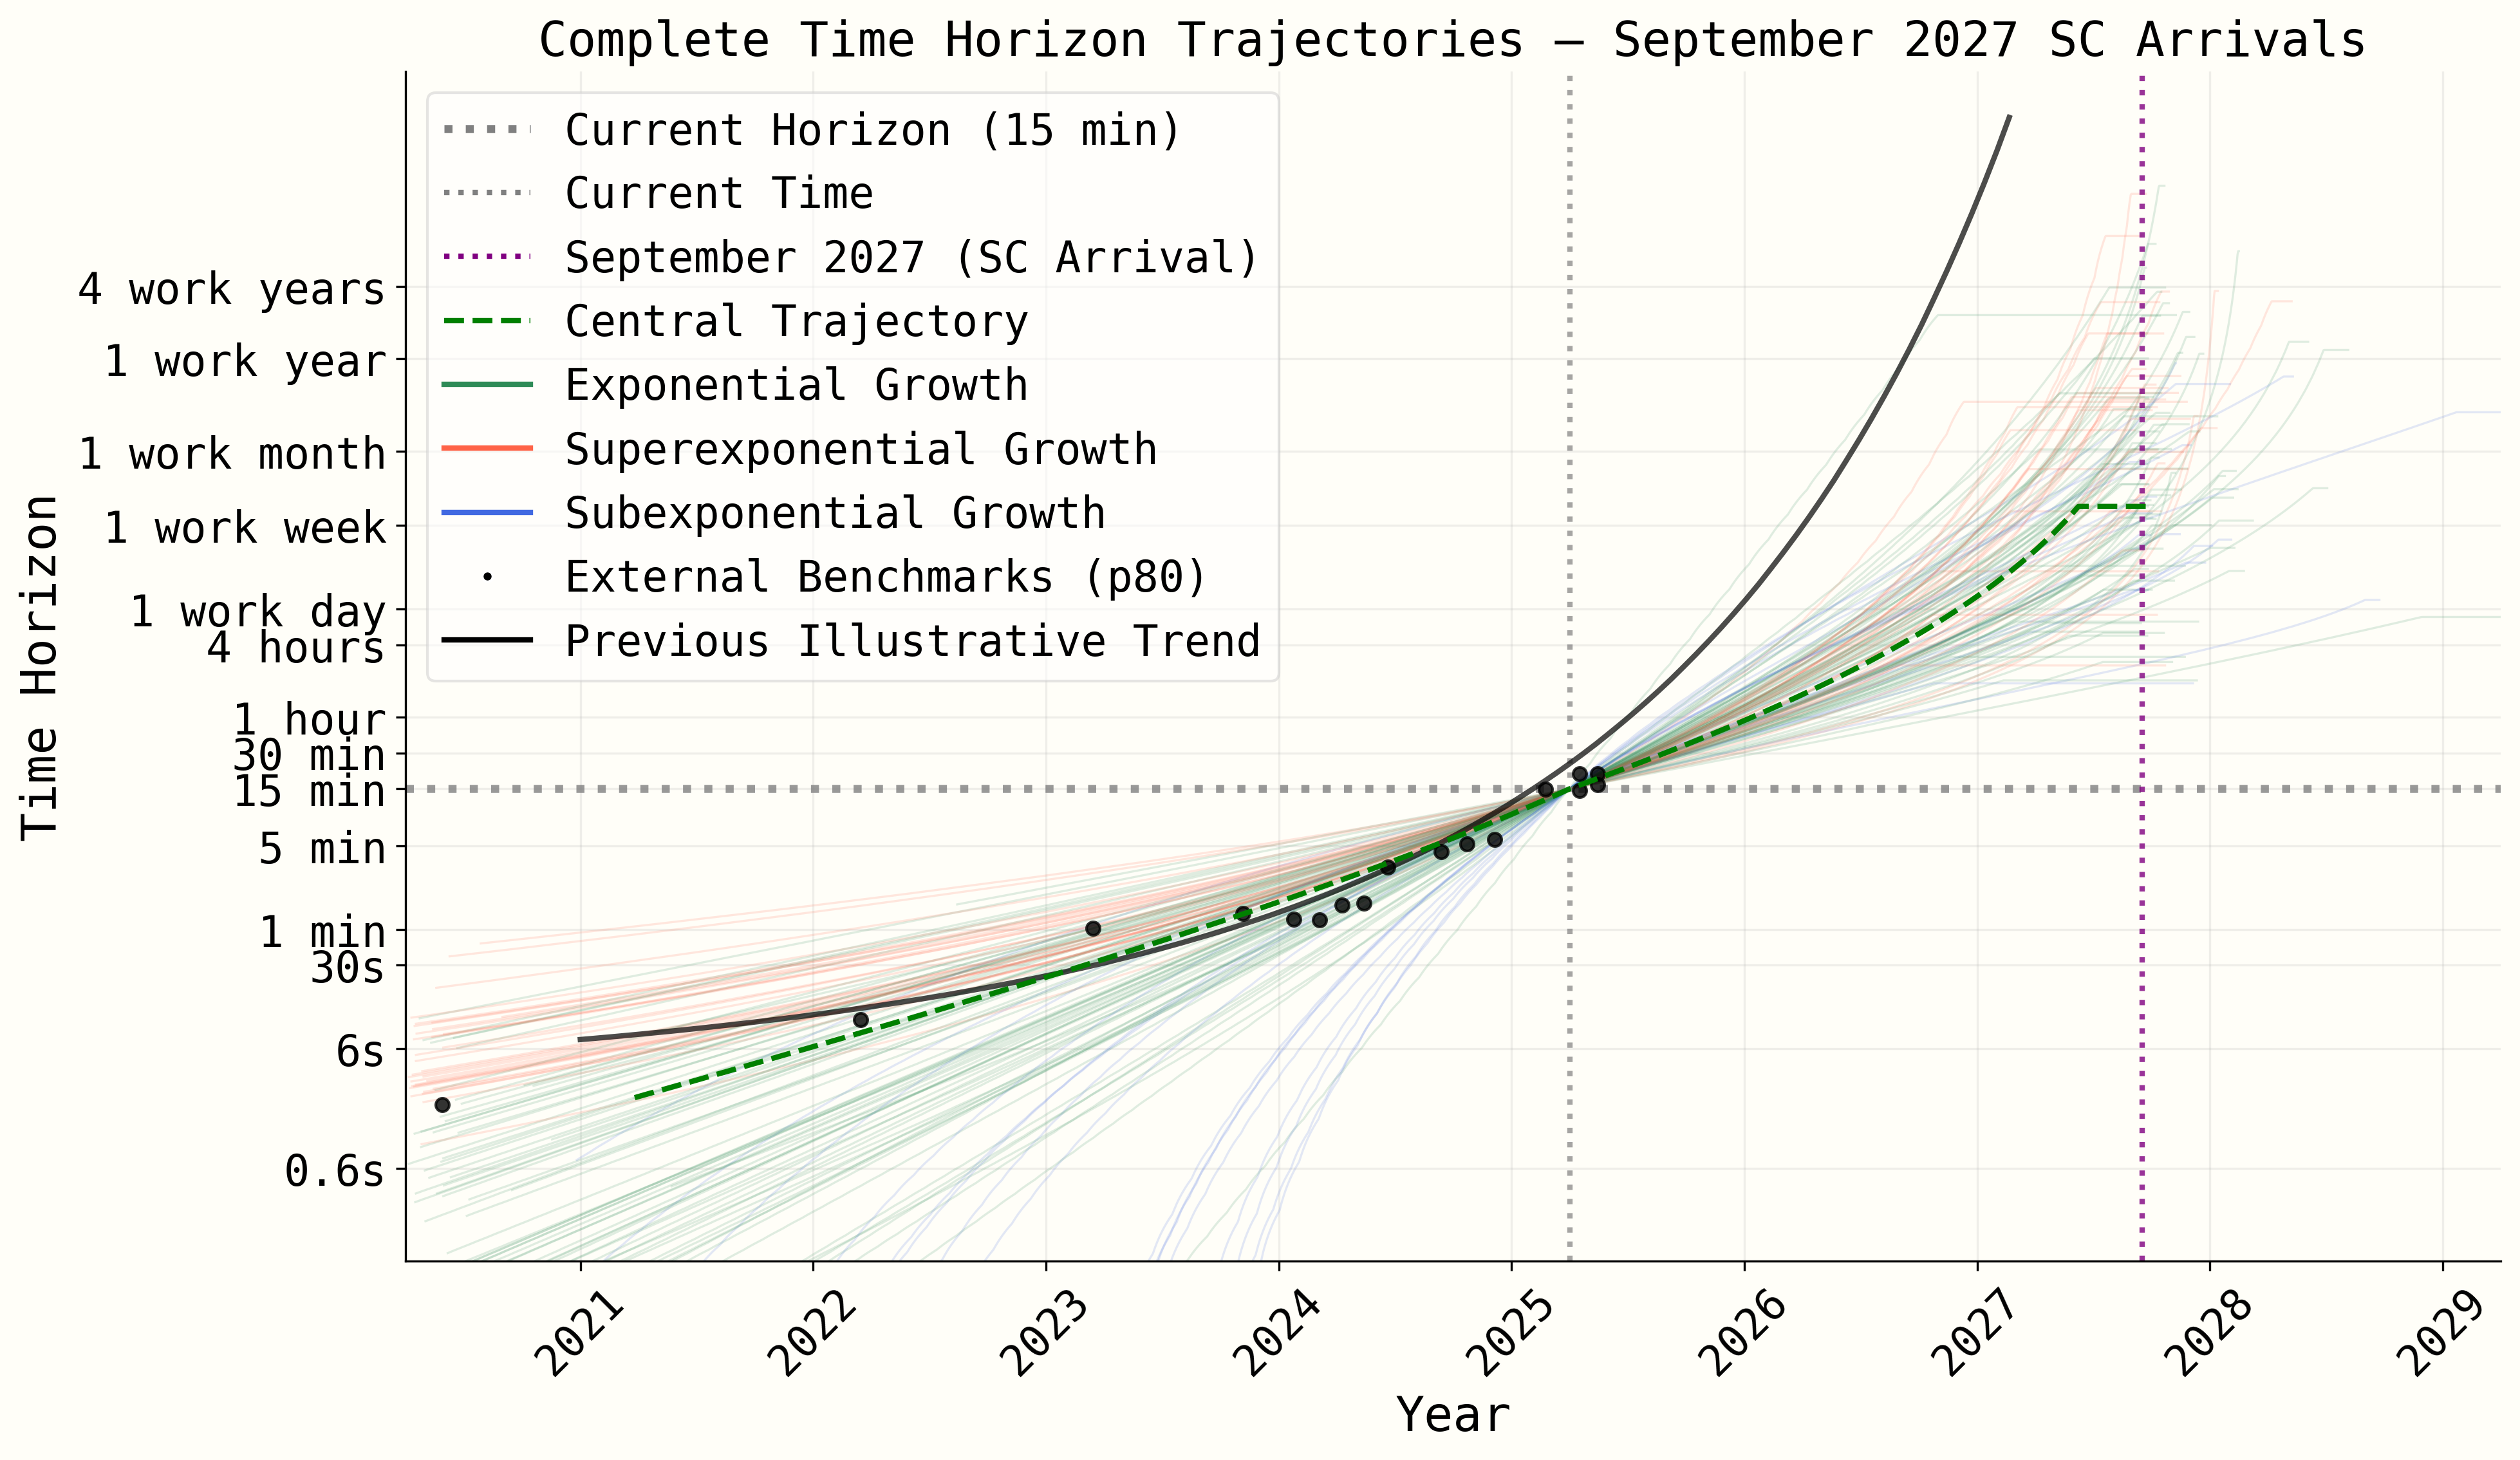 Complete Time Horizon Trajectories — September 2027 SC Arrivals
Current Horizon (15 min)
Current Time
September 2027 (SC Arrival)
Central Trajectory
Exponential Growth
Superexponential Growth
Subexponential Growth
External Benchmarks (p80)
Previous Illustrative Trend
Time Horizon
4 work years
1 work year
1 work month
1 work week
1 work day
4 hours
1 hour
30 min
15 min
5 min
1 min
30s
6s
0.6s
2021
2022
2023
2024
2025
2026
2027
2028
2029
Year